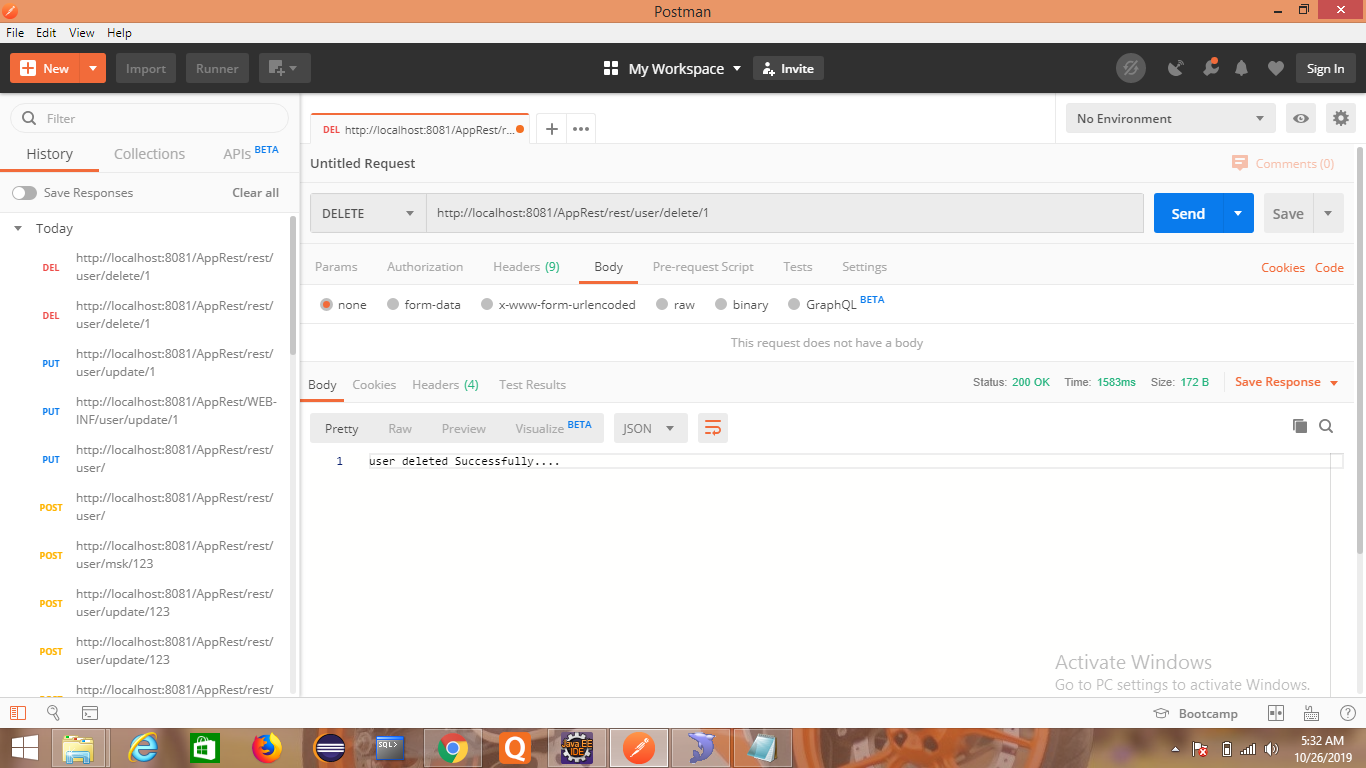 Postman
File Edit View Help
New
Import
Runner
My Workspace
Invite
Sign In
Filter
History
Collections
APIs BETA
Save Responses
Clear all
Today
DEL http://localhost:8081/AppRest/rest/
user/delete/1
DEL http://localhost:8081/AppRest/rest/
user/delete/1
PUT http://localhost:8081/AppRest/rest/
user/update/1
PUT http://localhost:8081/AppRest/WEB-
INF/user/update/1
PUT http://localhost:8081/AppRest/rest/
user/
POST http://localhost:8081/AppRest/rest/
user/
POST http://localhost:8081/AppRest/rest/
user/msk/123
POST http://localhost:8081/AppRest/rest/
user/update/123
POST http://localhost:8081/AppRest/rest/
user/update/123
http://localhost:8081/AppRest/rest/
DEL http://localhost:8081/AppRest/r...
No Environment
Untitled Request
Comments (0)
DELETE
http://localhost:8081/AppRest/rest/user/delete/1
Send
Save
Params Authorization Headers (9) Body Pre-request Script Tests Settings
Cookies Code
none form-data x-www-form-urlencoded raw binary GraphQL BETA
This request does not have a body
Body Cookies Headers (4) Test Results
Status: 200 OK Time: 1583ms Size: 172 B
Save Response
Pretty Raw Preview Visualize BETA
JSON
1 user deleted Successfully....
Activate Windows
Go to PC settings to activate Windows.
Bootcamp
SQL>
Java EE
IDE
5:32 AM
10/26/2019